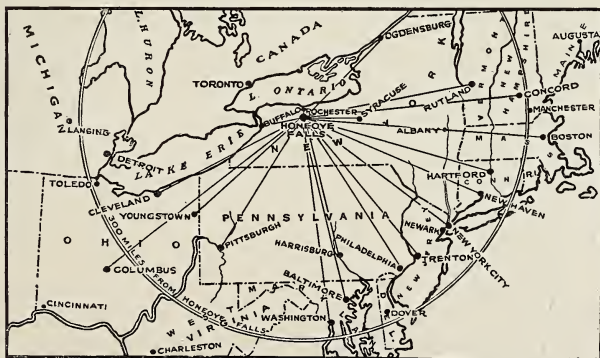 MICHIGAN
L. HURON
CANADA
OGDENSBURG
AUGUSTA
MAINE
TORONTO
L. ONTARIO
VERMONT
NEW HAMPSHIRE
LANSING
BUFFALO
ROCHESTER
SYRACUSE
RUTLAND
CONCORD
MANCHESTER
HONEOYE
FALLS
NEW YORK
ALBANY
MASS
BOSTON
DETROIT
LAKE ERIE
TOLEDO
HARTFORD
CONN
R.I.
CLEVELAND
NEW HAVEN
YOUNGSTOWN
PENNSYLVANIA
NEWARK
NEW YORK CITY
OHIO
PITTSBURGH
HARRISBURG
PHILADELPHIA
TRENTON
NEW JERSEY
COLUMBUS
BALTIMORE
300 MILES FROM HONEOYE FALLS
WEST
VIRGINIA
MAR
WASHINGTON
DOVER
DEL
CINCINNATI
CHARLESTON